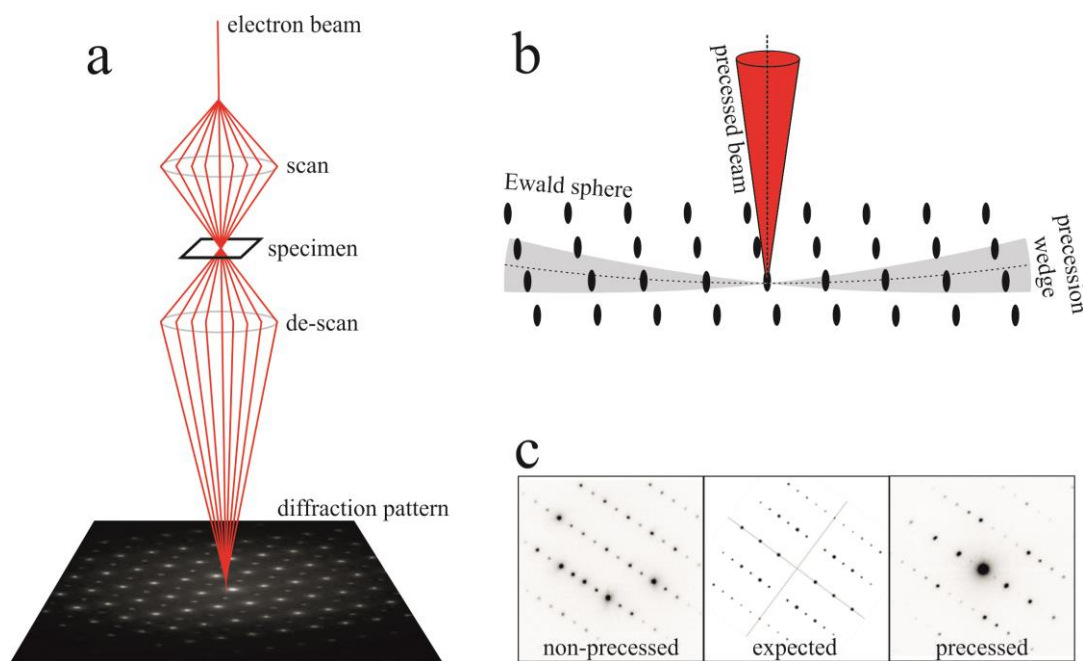 a
electron beam
scan
specimen
de-scan
diffraction pattern
b
precessed beam
Ewald sphere
precession
wedge
c
non-precessed
expected
precessed